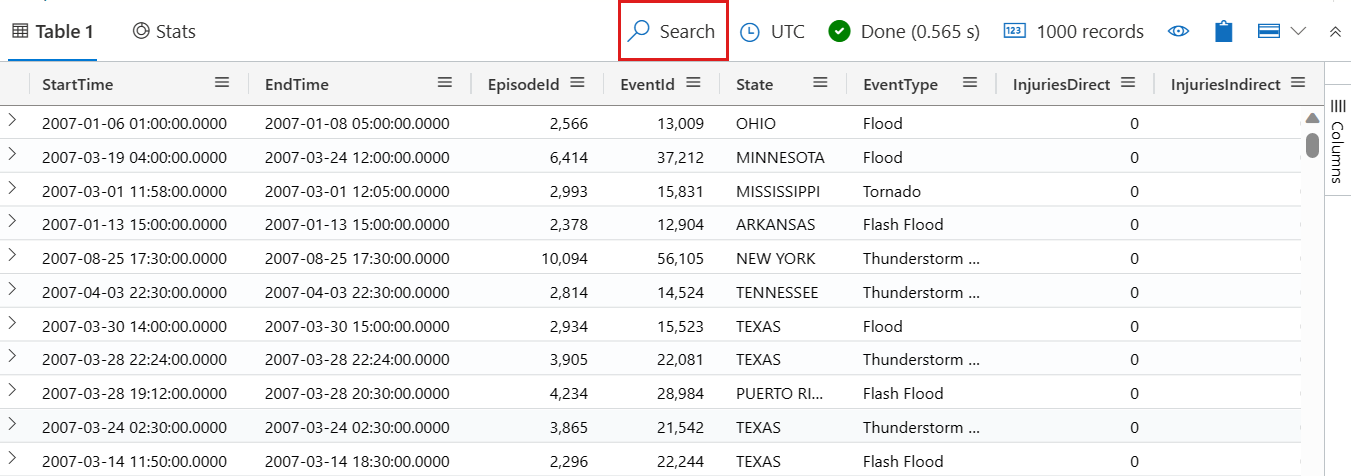 Table 1 Stats Search UTC Done (0.565 s) 123 1000 records
StartTime EndTime EpisodeId EventId State EventType InjuriesDirect InjuriesIndirect
Columns
2007-01-06 01:00:00.0000 2007-01-08 05:00:00.0000 2,566 13,009 OHIO Flood 0
2007-03-19 04:00:00.0000 2007-03-24 12:00:00.0000 6,414 37,212 MINNESOTA Flood 0
2007-03-01 11:58:00.0000 2007-03-01 12:05:00.0000 2,993 15,831 MISSISSIPPI Tornado 0
2007-01-13 15:00:00.0000 2007-01-13 15:00:00.0000 2,378 12,904 ARKANSAS Flash Flood 0
2007-08-25 17:30:00.0000 2007-08-25 17:30:00.0000 10,094 56,105 NEW YORK Thunderstorm ... 0
2007-04-03 22:30:00.0000 2007-04-03 22:30:00.0000 2,814 14,524 TENNESSEE Thunderstorm ... 0
2007-03-30 14:00:00.0000 2007-03-30 15:00:00.0000 2,934 15,523 TEXAS Flood 0
2007-03-28 22:24:00.0000 2007-03-28 22:24:00.0000 3,905 22,081 TEXAS Thunderstorm ... 0
2007-03-28 19:12:00.0000 2007-03-28 20:30:00.0000 4,234 28,984 PUERTO RI... Flash Flood 0
2007-03-24 02:30:00.0000 2007-03-24 02:30:00.0000 3,865 21,542 TEXAS Thunderstorm ... 0
2007-03-14 11:50:00.0000 2007-03-14 18:30:00.0000 2,296 22,244 TEXAS Flash Flood 0